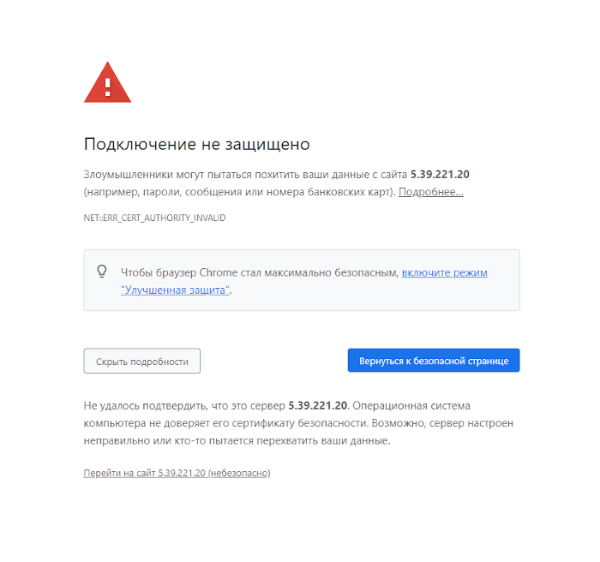 Подключение не защищено
Злоумышленники могут пытаться похитить ваши данные с сайта 5.39.221.20
(например, пароли, сообщения или номера банковских карт). Подробнее...
NET::ERR_CERT_AUTHORITY_INVALID
Чтобы браузер Chrome стал максимально безопасным, включите режим
"Улучшенная защита".
Скрыть подробности
Вернуться к безопасной странице
Не удалось подтвердить, что это сервер 5.39.221.20. Операционная система
компьютера не доверяет его сертификату безопасности. Возможно, сервер настроен
неправильно или кто-то пытается перехватить ваши данные.
Перейти на сайт 5.39.221.20 (небезопасно)